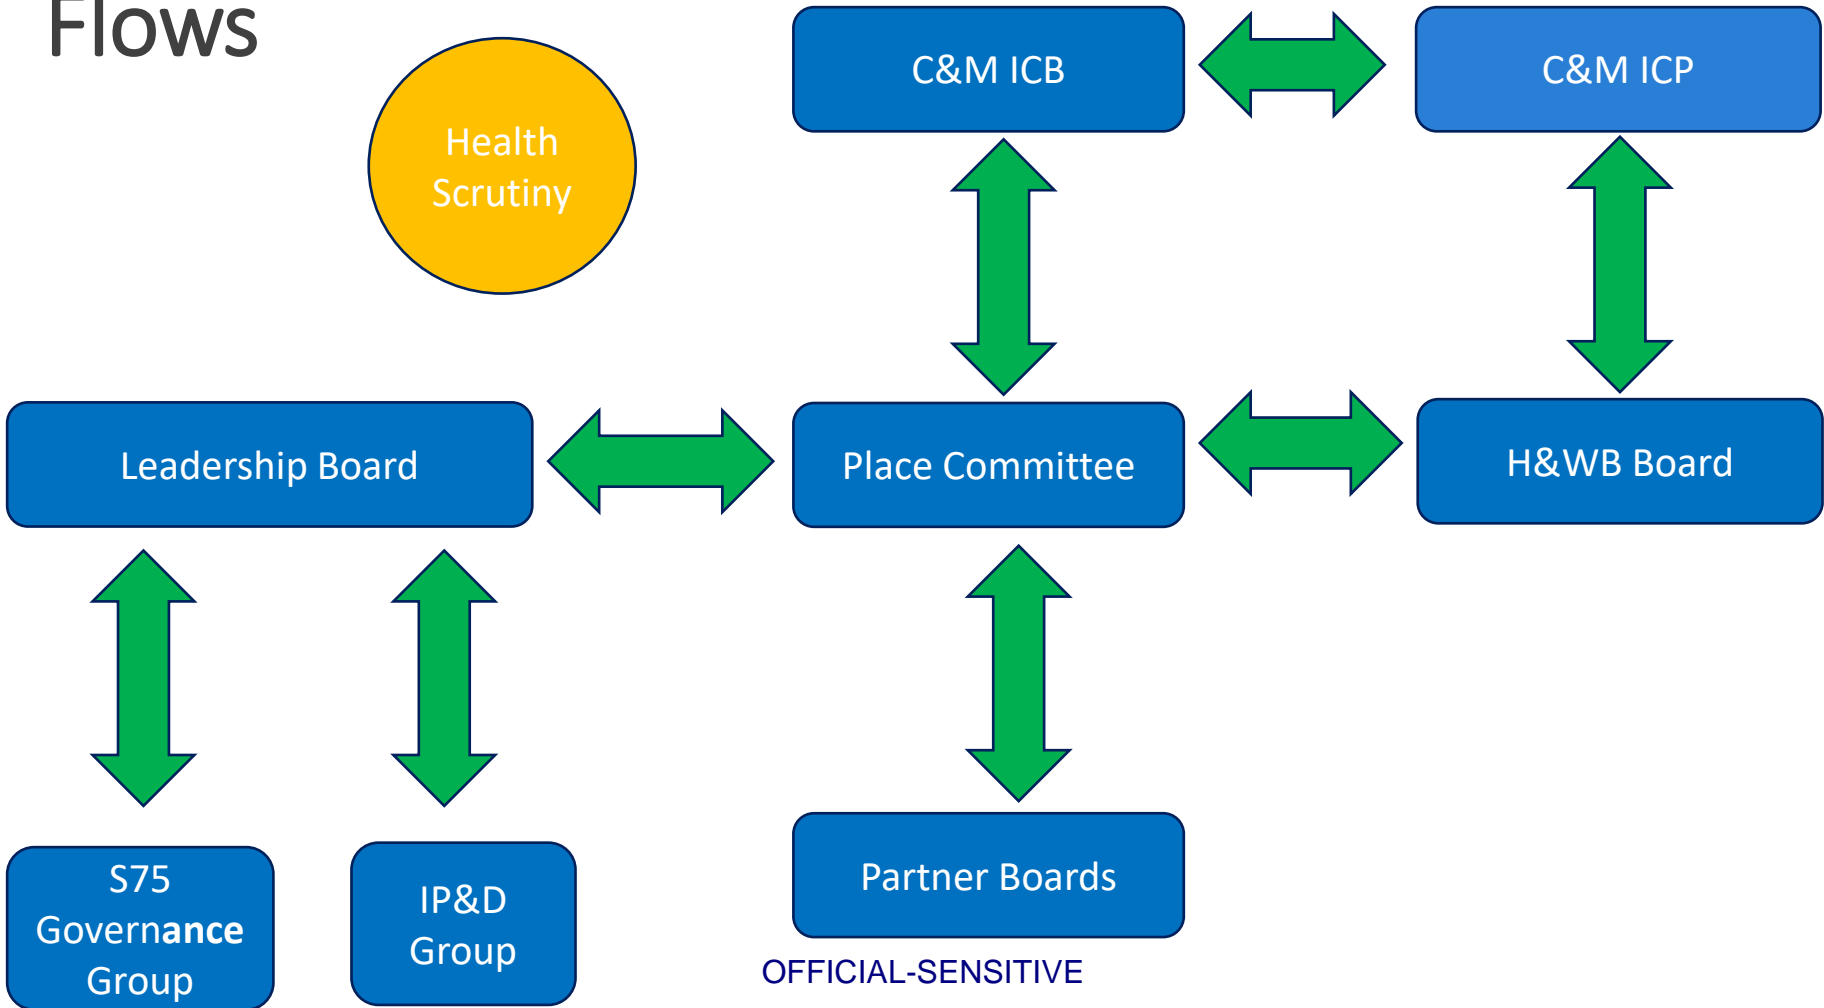 Flows
C&M ICB
C&M ICP
Health
Scrutiny
Leadership Board
Place Committee
H&WB Board
S75
Governance
Group
IP&D
Group
Partner Boards
OFFICIAL-SENSITIVE